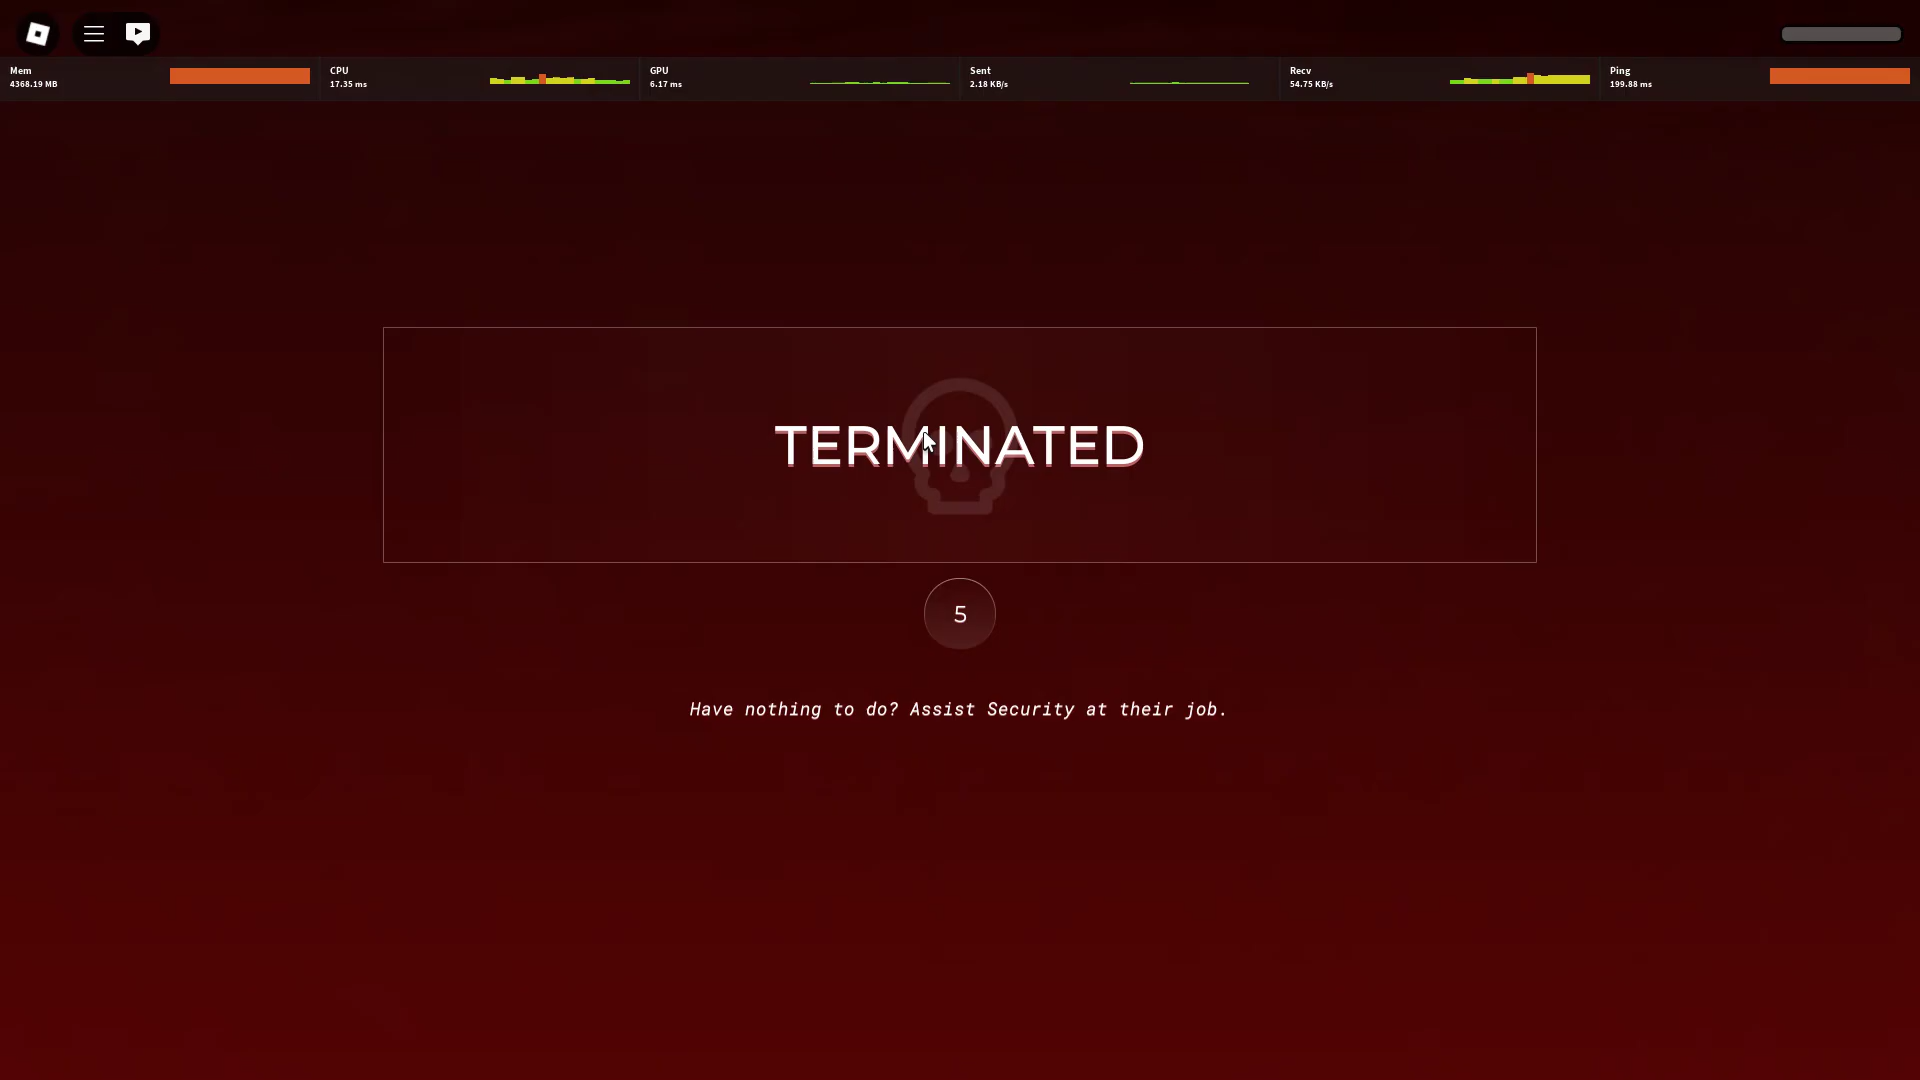 Mem
4368.19 MB
CPU
17.35 ms
GPU
6.17 ms
Sent
2.18 KB/s
Recv
54.75 KB/s
Ping
199.88 ms
TERMINATED
5
Have nothing to do? Assist Security at their job.